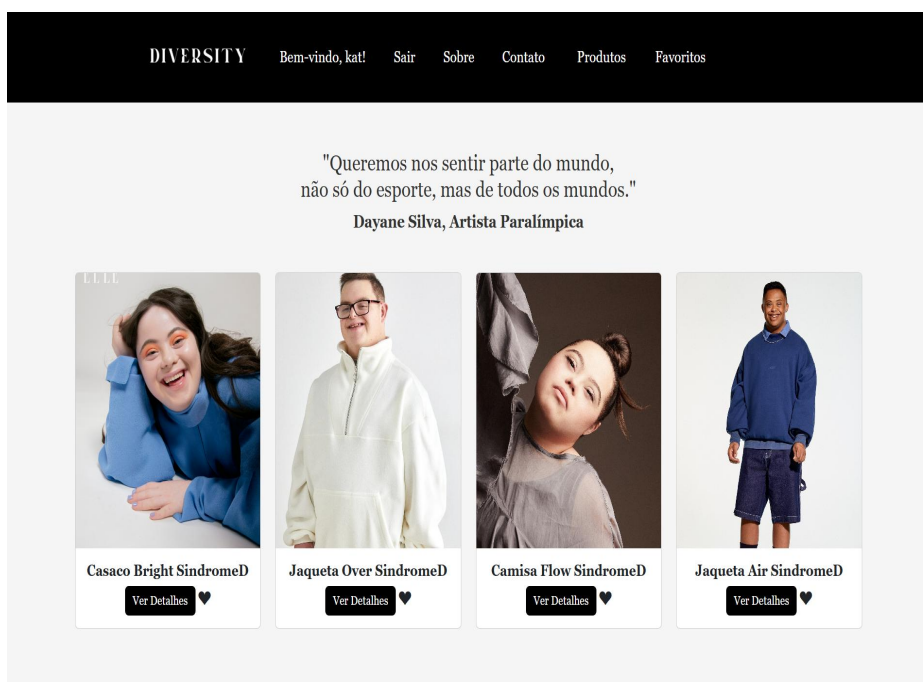 DIVERSITY Bem-vindo, kat! Sair Sobre Contato Produtos Favoritos
"Queremos nos sentir parte do mundo,
não só do esporte, mas de todos os mundos."
Dayane Silva, Artista Paralímpica
Casaco Bright SindromeD
Ver Detalhes
Jaqueta Over SindromeD
Ver Detalhes
Camisa Flow SindromeD
Ver Detalhes
Jaqueta Air SindromeD
Ver Detalhes